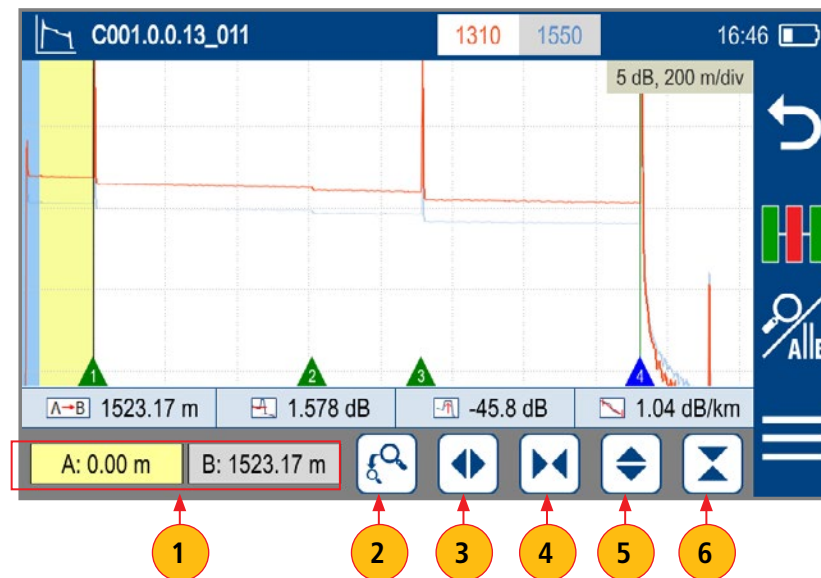 C001.0.0.13_011 1310 1550 16:46
5 dB, 200 m/div
1 2 3 4
A→B 1523.17 m 1.578 dB -45.8 dB 1.04 dB/km
A: 0.00 m B: 1523.17 m
1 2 3 4 5 6